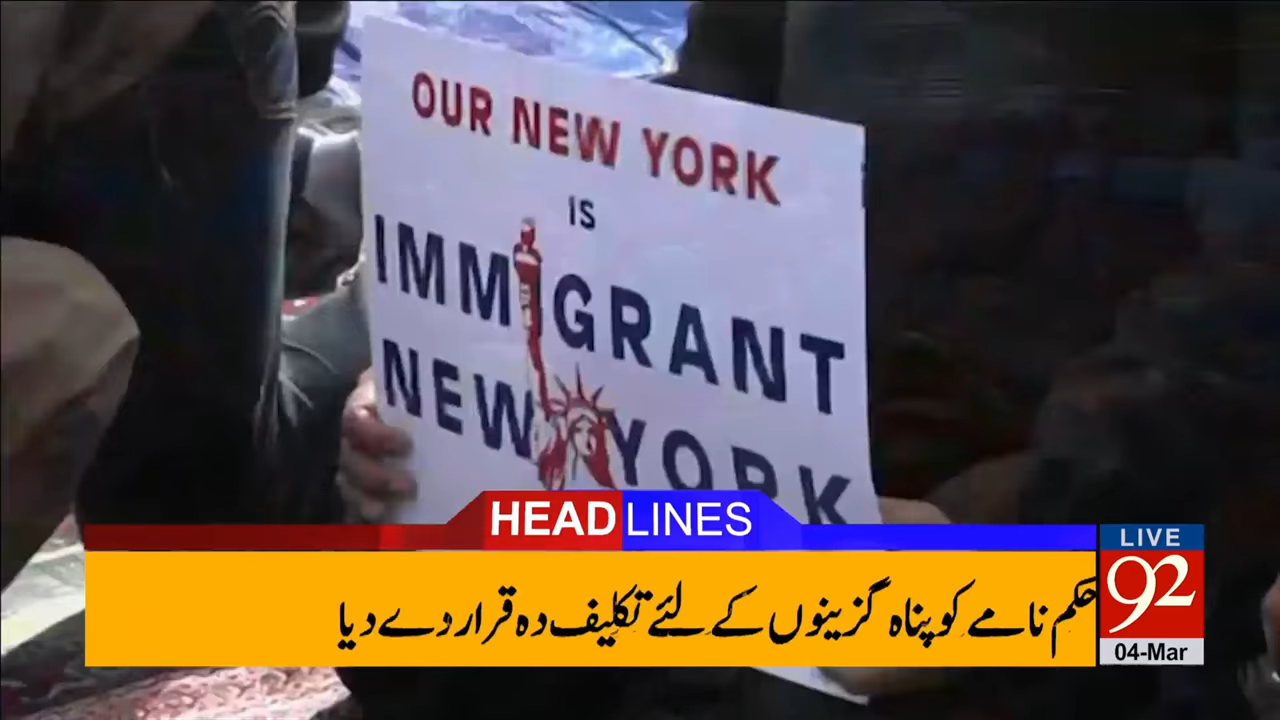 OUR NEW YORK
IS
IMMIGRANT
NEW YORK
HEADLINES
حکم نامے کو پناہ گزینوں کے لئے تکلیف دہ قرار دے دیا
LIVE
92
04-Mar